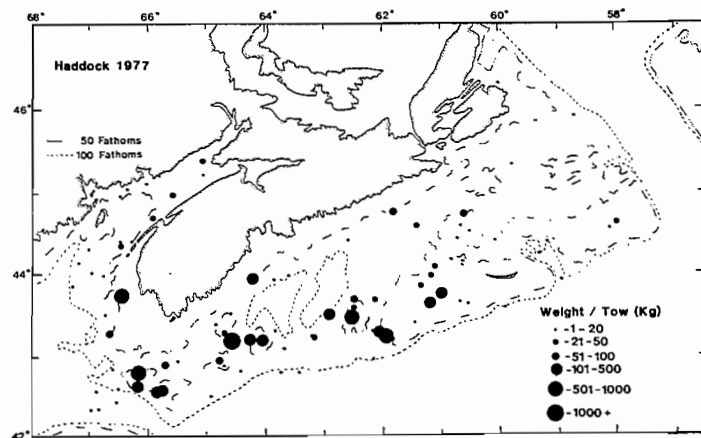 68° 66° 64° 62° 60° 58°
Haddock 1977
46°
50 Fathoms
100 Fathoms
44°
Weight / Tow (Kg)
-1-20
-21-50
-51-100
-101-500
-501-1000
-1000+
42°